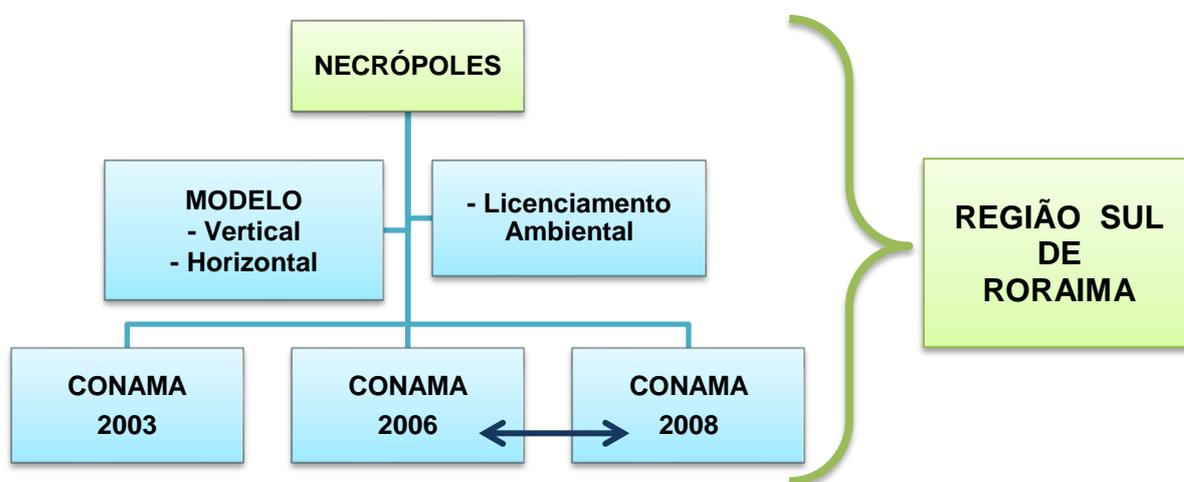 NECRÓPOLES
MODELO
- Vertical
- Horizontal
- Licenciamento
Ambiental
CONAMA
2003
CONAMA
2006
CONAMA
2008
REGIÃO SUL
DE
RORAIMA